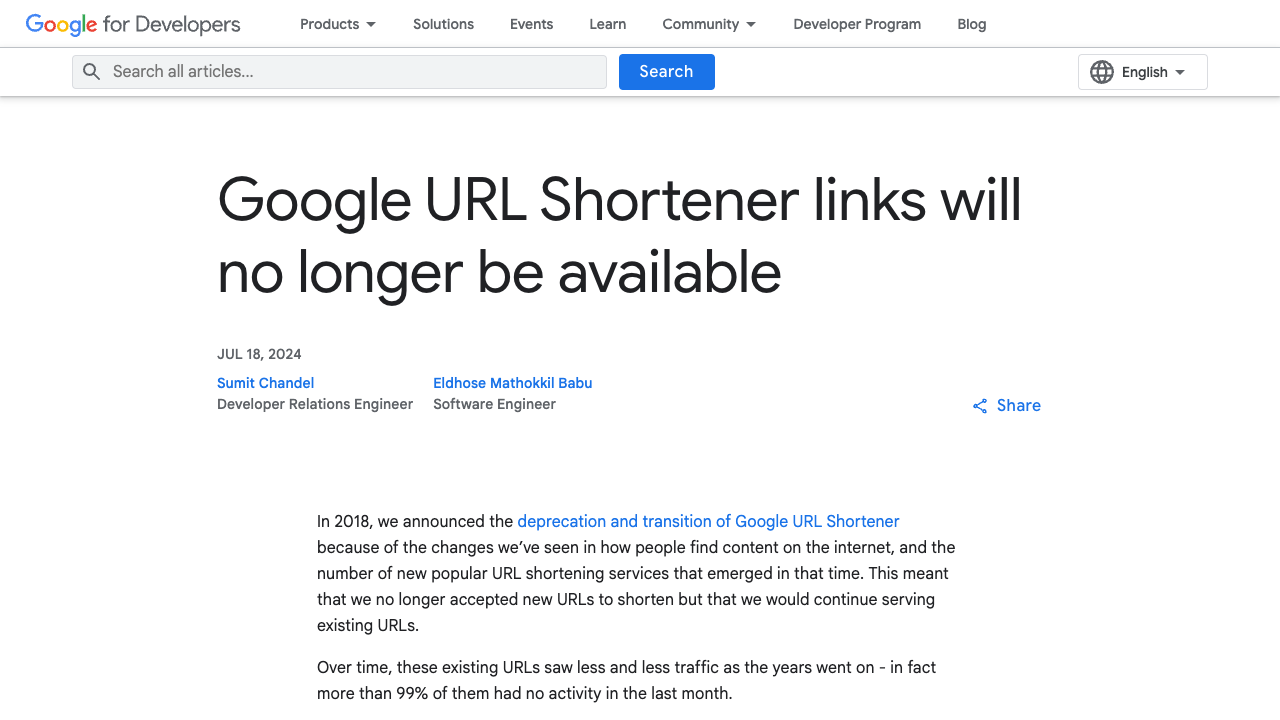 Google for Developers Products Solutions Events Learn Community Developer Program Blog
Search all articles... Search English
Google URL Shortener links will
no longer be available
JUL 18, 2024
Sumit Chandel Eldhose Mathokkil Babu
Developer Relations Engineer Software Engineer
Share
In 2018, we announced the deprecation and transition of Google URL Shortener
because of the changes we’ve seen in how people find content on the internet, and the
number of new popular URL shortening services that emerged in that time. This meant
that we no longer accepted new URLs to shorten but that we would continue serving
existing URLs.
Over time, these existing URLs saw less and less traffic as the years went on - in fact
more than 99% of them had no activity in the last month.